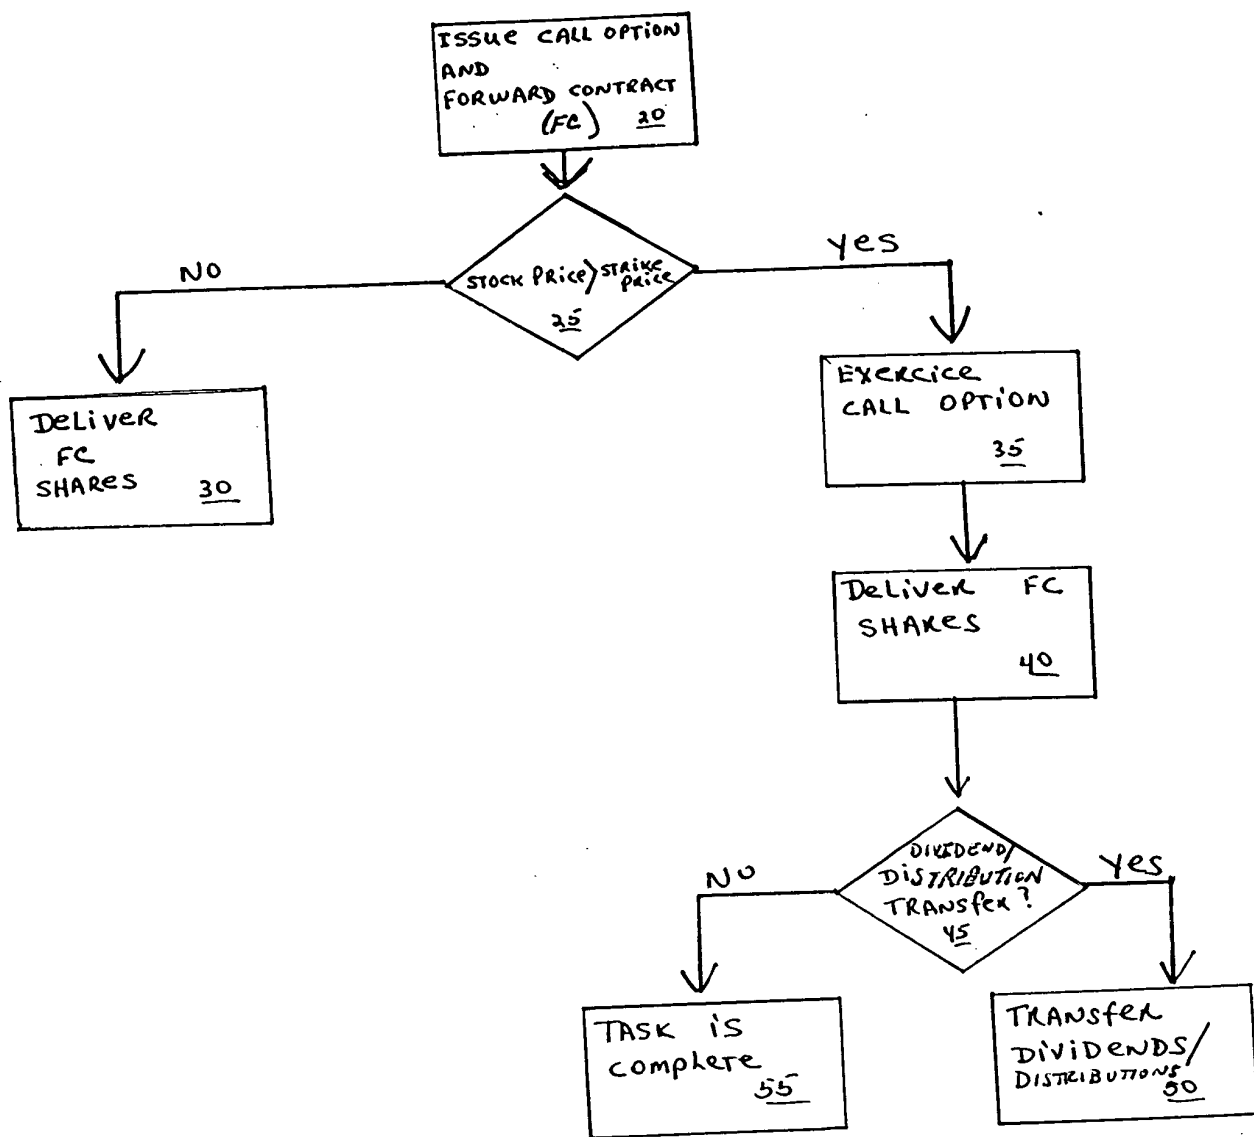 ISSUE CALL OPTION
AND
FORWARD CONTRACT
(FC) 20
NO
STOCK PRICE > STRIKE PRICE
25
Yes
DELIVER
FC
SHARES 30
EXERCICE
CALL OPTION
35
DELIVER FC
SHARES
40
NO
DIVIDEND/
DISTRIBUTION
TRANSFER?
45
Yes
TASK IS
COMPLETE
55
TRANSFER
DIVIDENDS/
DISTRIBUTIONS
50